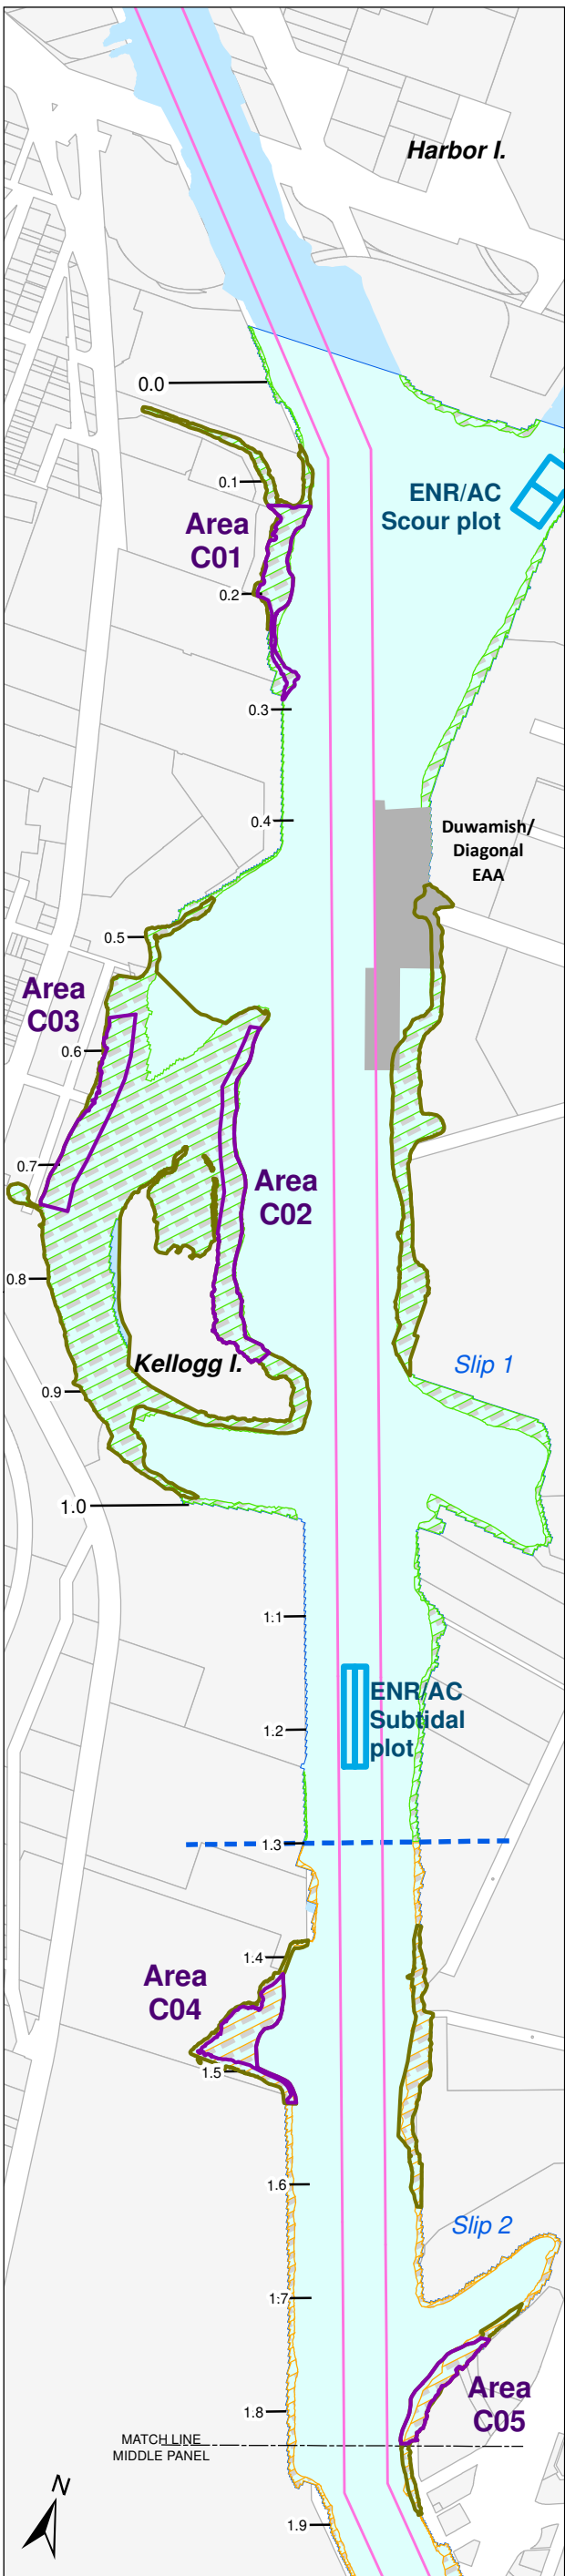 Harbor I.
0.0
0.1
ENR/AC
Scour plot
Area
C01
0.2
0.3
0.4
Duwamish/
Diagonal
EAA
0.5
Area
C03
0.6
0.7
Area
C02
0.8
Kellogg I.
Slip 1
0.9
1.0
1.1
ENR/AC
Subtidal
plot
1.2
1.3
1.4
Area
C04
1.5
1.6
Slip 2
1.7
Area
C05
1.8
MATCH LINE
MIDDLE PANEL
N
1.9